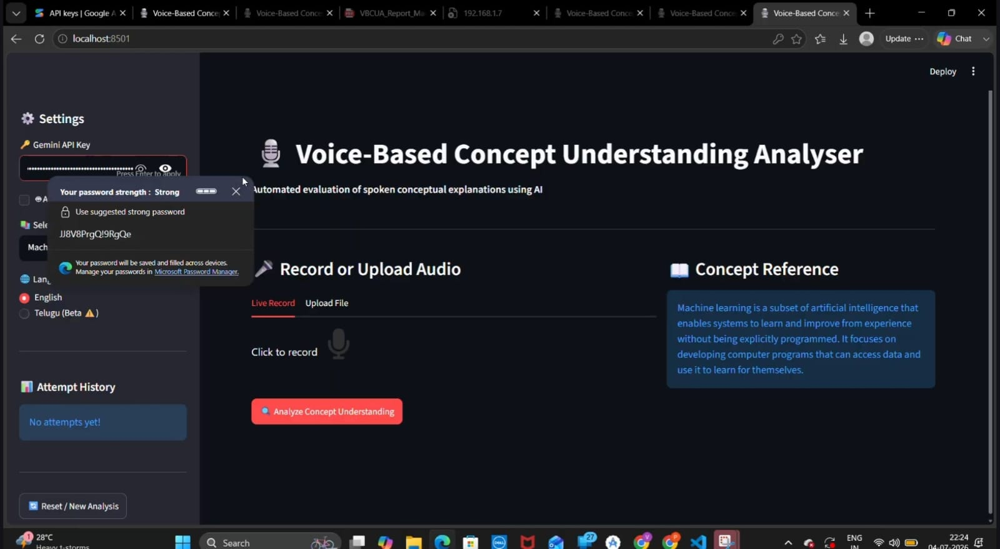 API keys | Google A
Voice-Based Conce
Voice-Based Conce
VBCUA_Report_Ma
192.168.1.7
Voice-Based Conce
Voice-Based Conce
Voice-Based Conce
localhost:8501
Update
Chat
Deploy
Settings
Gemini API Key
Press Enter to apply
Your password strength : Strong
Use suggested strong password
JJ8V8PrgQ!9RgQe
Your password will be saved and filled across devices.
Manage your passwords in Microsoft Password Manager.
A
Sele
Mach
Lang
English
Telugu (Beta ⚠️)
Attempt History
No attempts yet!
Reset / New Analysis
Voice-Based Concept Understanding Analyser
Automated evaluation of spoken conceptual explanations using AI
Record or Upload Audio
Live Record Upload File
Click to record
Analyze Concept Understanding
Concept Reference
Machine learning is a subset of artificial intelligence that
enables systems to learn and improve from experience
without being explicitly programmed. It focuses on
developing computer programs that can access data and
use it to learn for themselves.
1
28°C
Heavy t-storms
Search
DELL
27
V
P
ENG
IN
22:24
04-07-2026